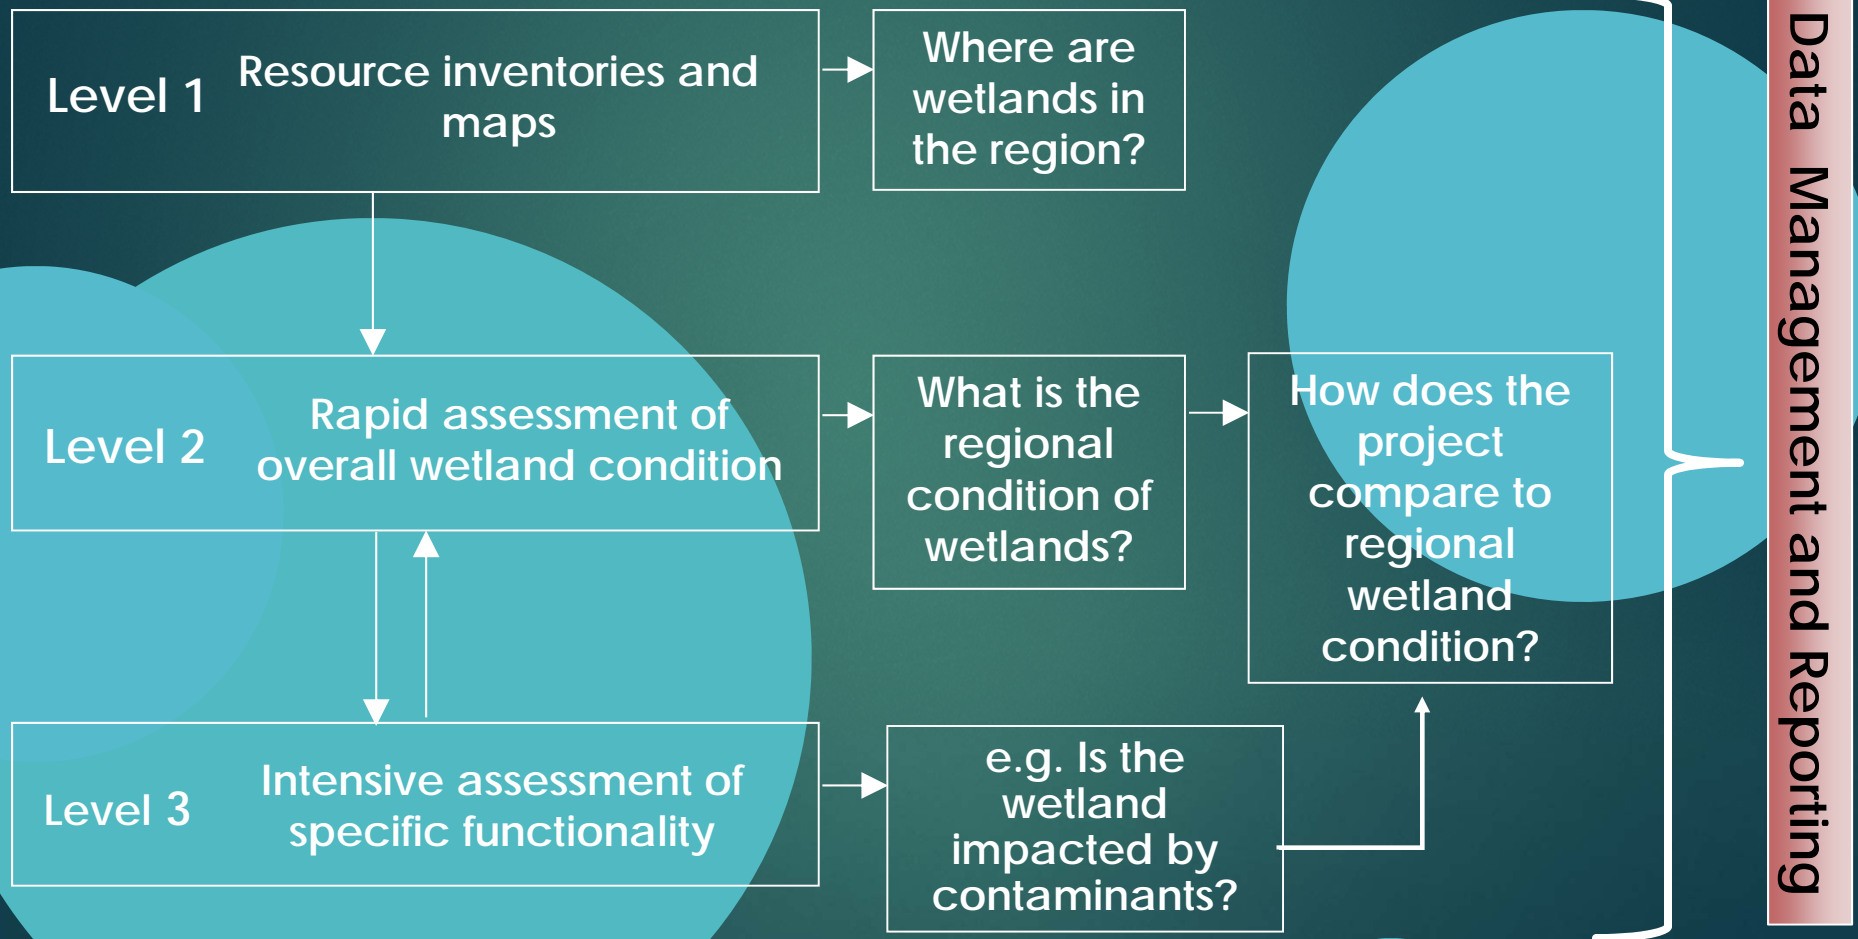 Level 1
Resource inventories and
maps
Where are
wetlands in
the region?
Level 2
Rapid assessment of
overall wetland condition
What is the
regional
condition of
wetlands?
How does the
project
compare to
regional
wetland
condition?
Level 3
Intensive assessment of
specific functionality
e.g. Is the
wetland
impacted by
contaminants?
Data Management and Reporting